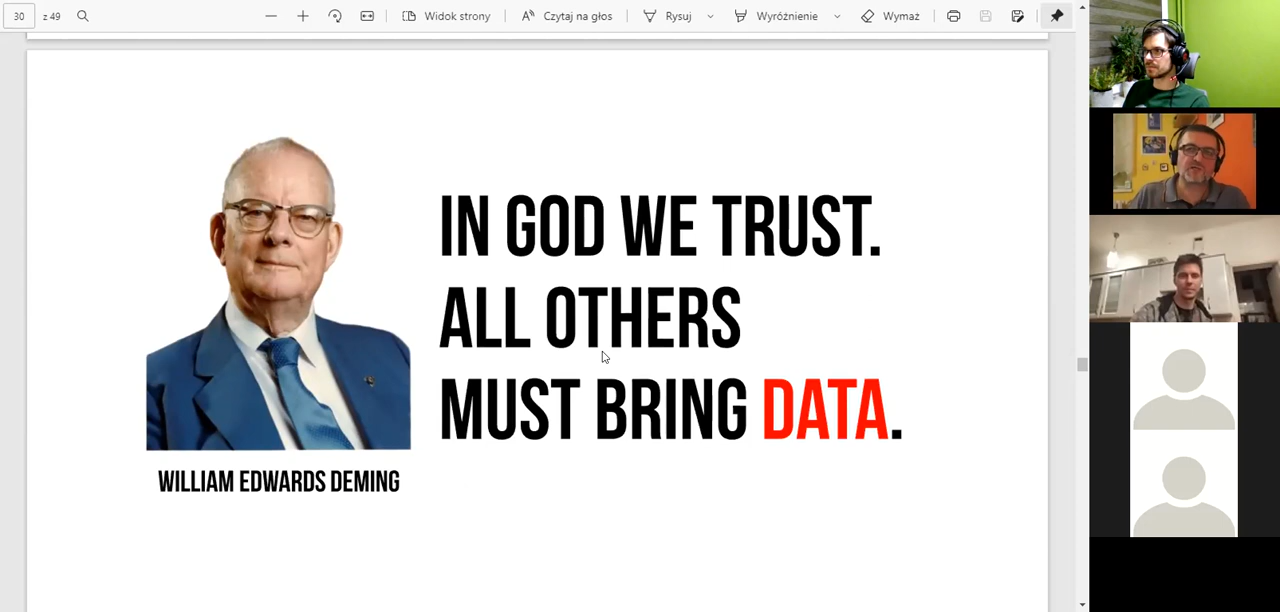 30 z 49 Widok strony Czytaj na głos Rysuj Wyróżnienie Wymaż
IN GOD WE TRUST.
ALL OTHERS
MUST BRING DATA.
WILLIAM EDWARDS DEMING